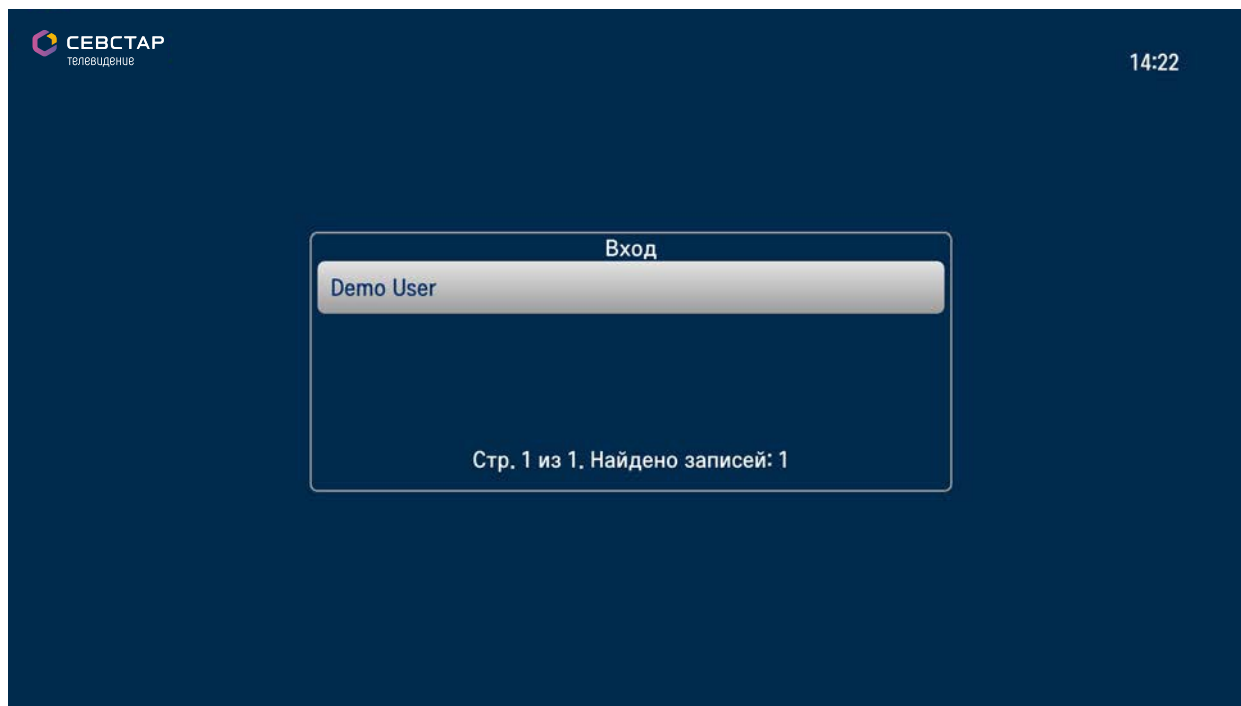 СЕВСТАР
телевидение
14:22
Вход
Demo User
Стр. 1 из 1. Найдено записей: 1